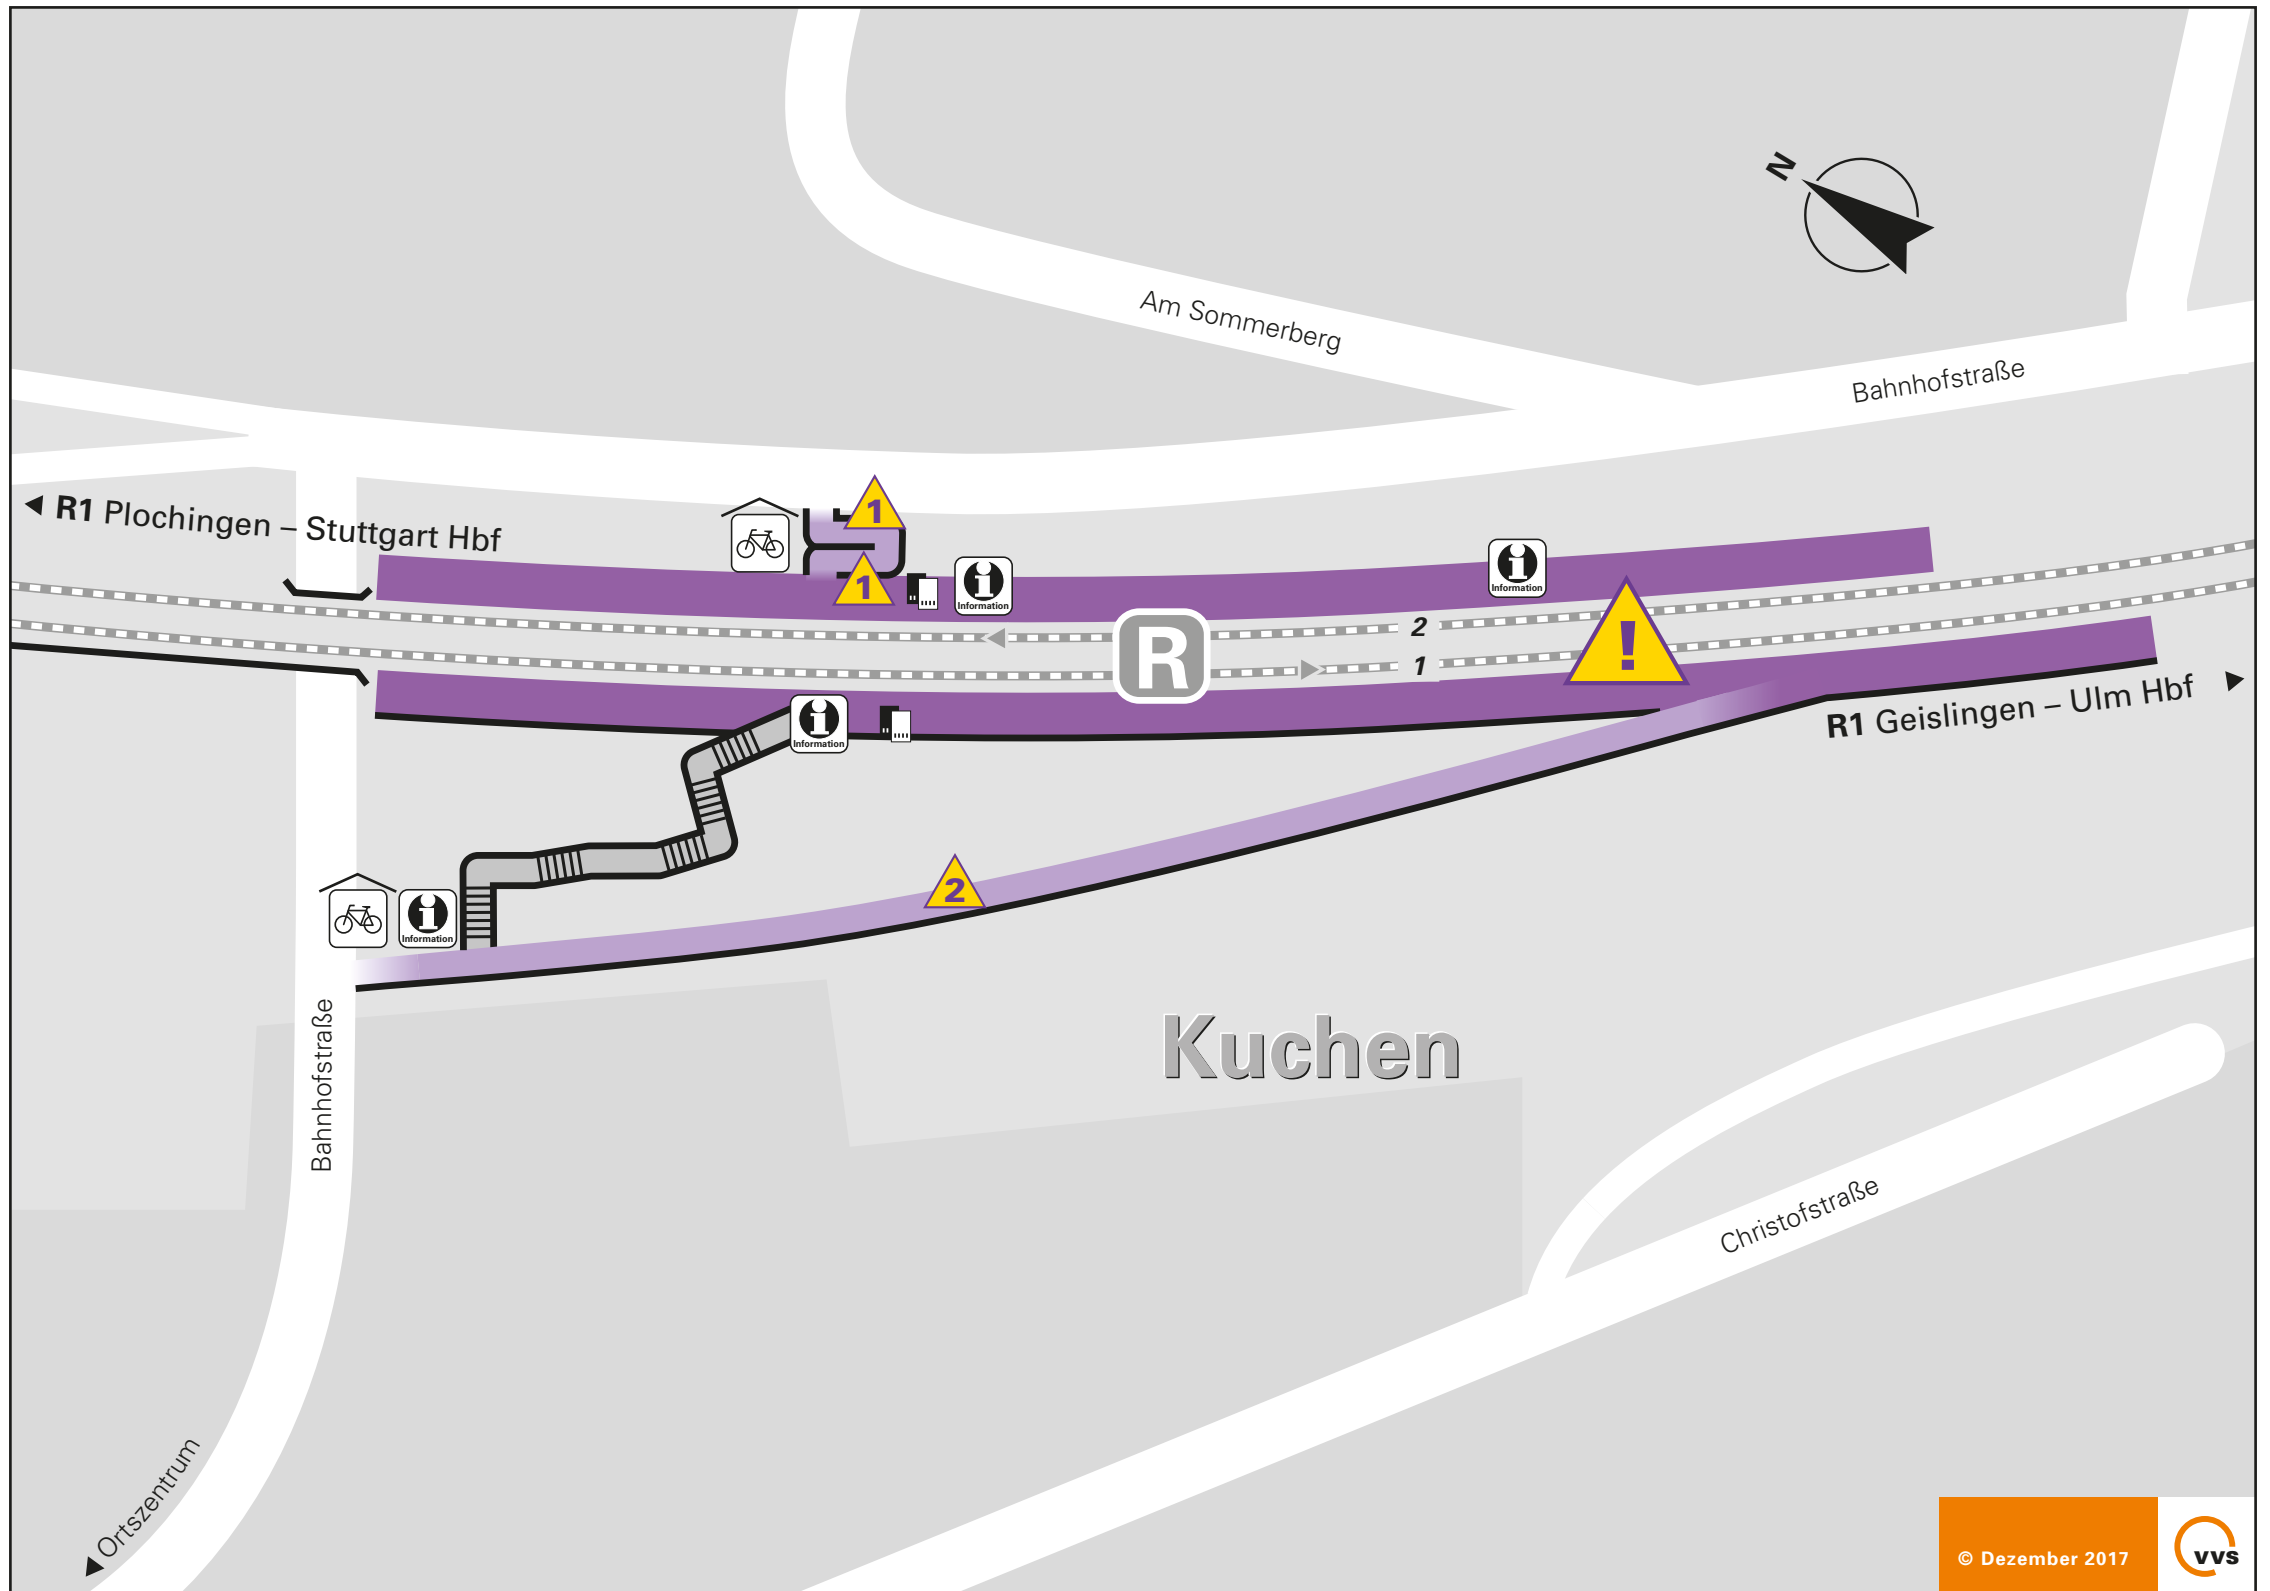 N
Am Sommerberg
Bahnhofstraße
R1 Plochingen – Stuttgart Hbf
1
1
Information
Information
2
R
!
1
Information
R1 Geislingen – Ulm Hbf
2
Information
Bahnhofstraße
Kuchen
Christofstraße
Ortszentrum
© Dezember 2017
vvs